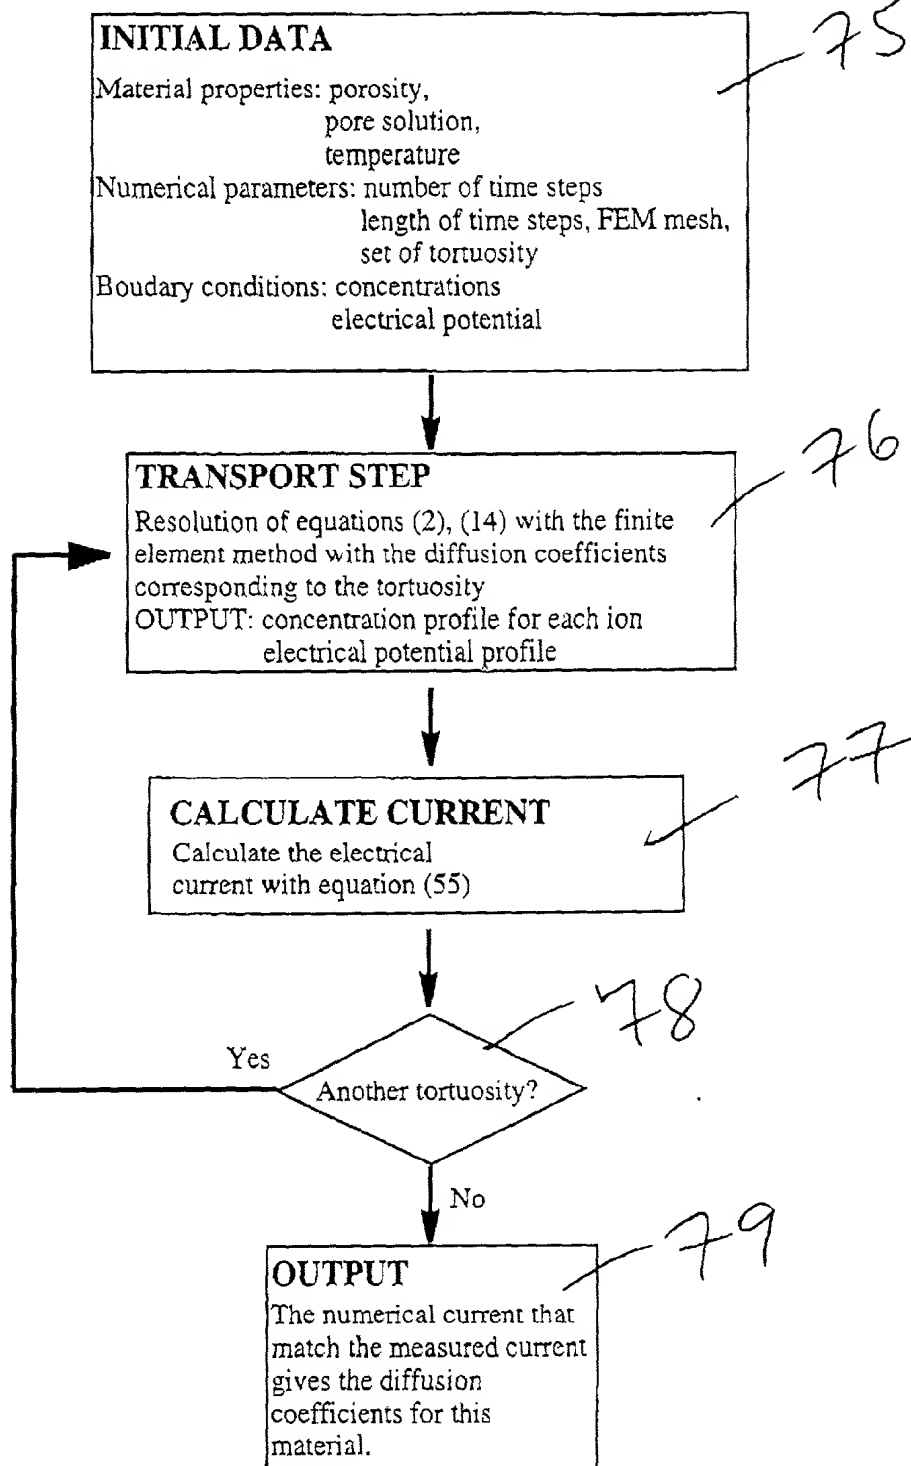 INITIAL DATA
75
Material properties: porosity,
pore solution,
temperature
Numerical parameters: number of time steps
length of time steps, FEM mesh,
set of tortuosity
Boudary conditions: concentrations
electrical potential
76
TRANSPORT STEP
Resolution of equations (2), (14) with the finite
element method with the diffusion coefficients
corresponding to the tortuosity
OUTPUT: concentration profile for each ion
electrical potential profile
77
CALCULATE CURRENT
Calculate the electrical
current with equation (55)
78
Yes
Another tortuosity?
No
79
OUTPUT
The numerical current that
match the measured current
gives the diffusion
coefficients for this
material.